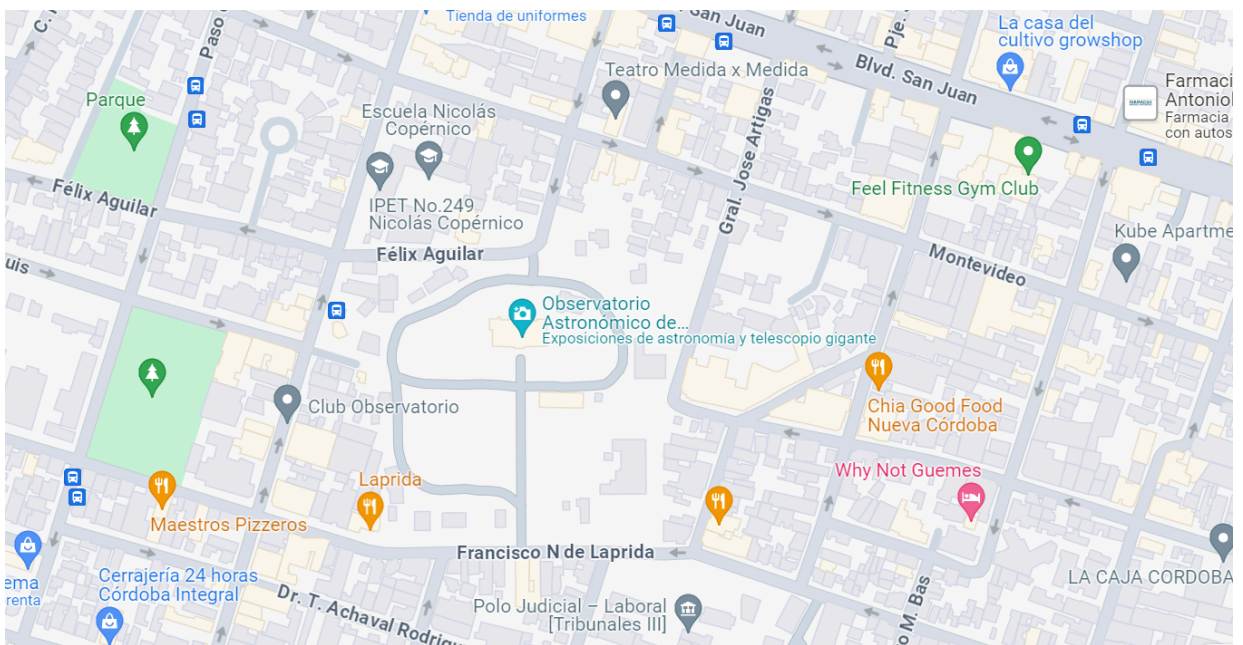 Tienda de uniformes
San Juan
Pje.
La casa del
cultivo growshop
C.
Paso
Blvd. San Juan
Teatro Medida x Medida
Farmaci
Antoniol
Farmacia
con autos
Parque
Escuela Nicolás
Copérnico
Gral. Jose Artigas
Feel Fitness Gym Club
Félix Aguilar
IPET No.249
Nicolás Copérnico
Kube Apartme
Félix Aguilar
Montevideo
uis
Observatorio
Astronómico de...
Exposiciones de astronomía y telescopio gigante
Club Observatorio
Chia Good Food
Nueva Córdoba
Laprida
Why Not Guemes
Maestros Pizzeros
Francisco N de Laprida
ema
renta
Cerrajería 24 horas
Córdoba Integral
Dr. T. Achaval Rodrigu
Polo Judicial – Laboral
[Tribunales III]
LA CAJA CORDOBA
o M. Bas